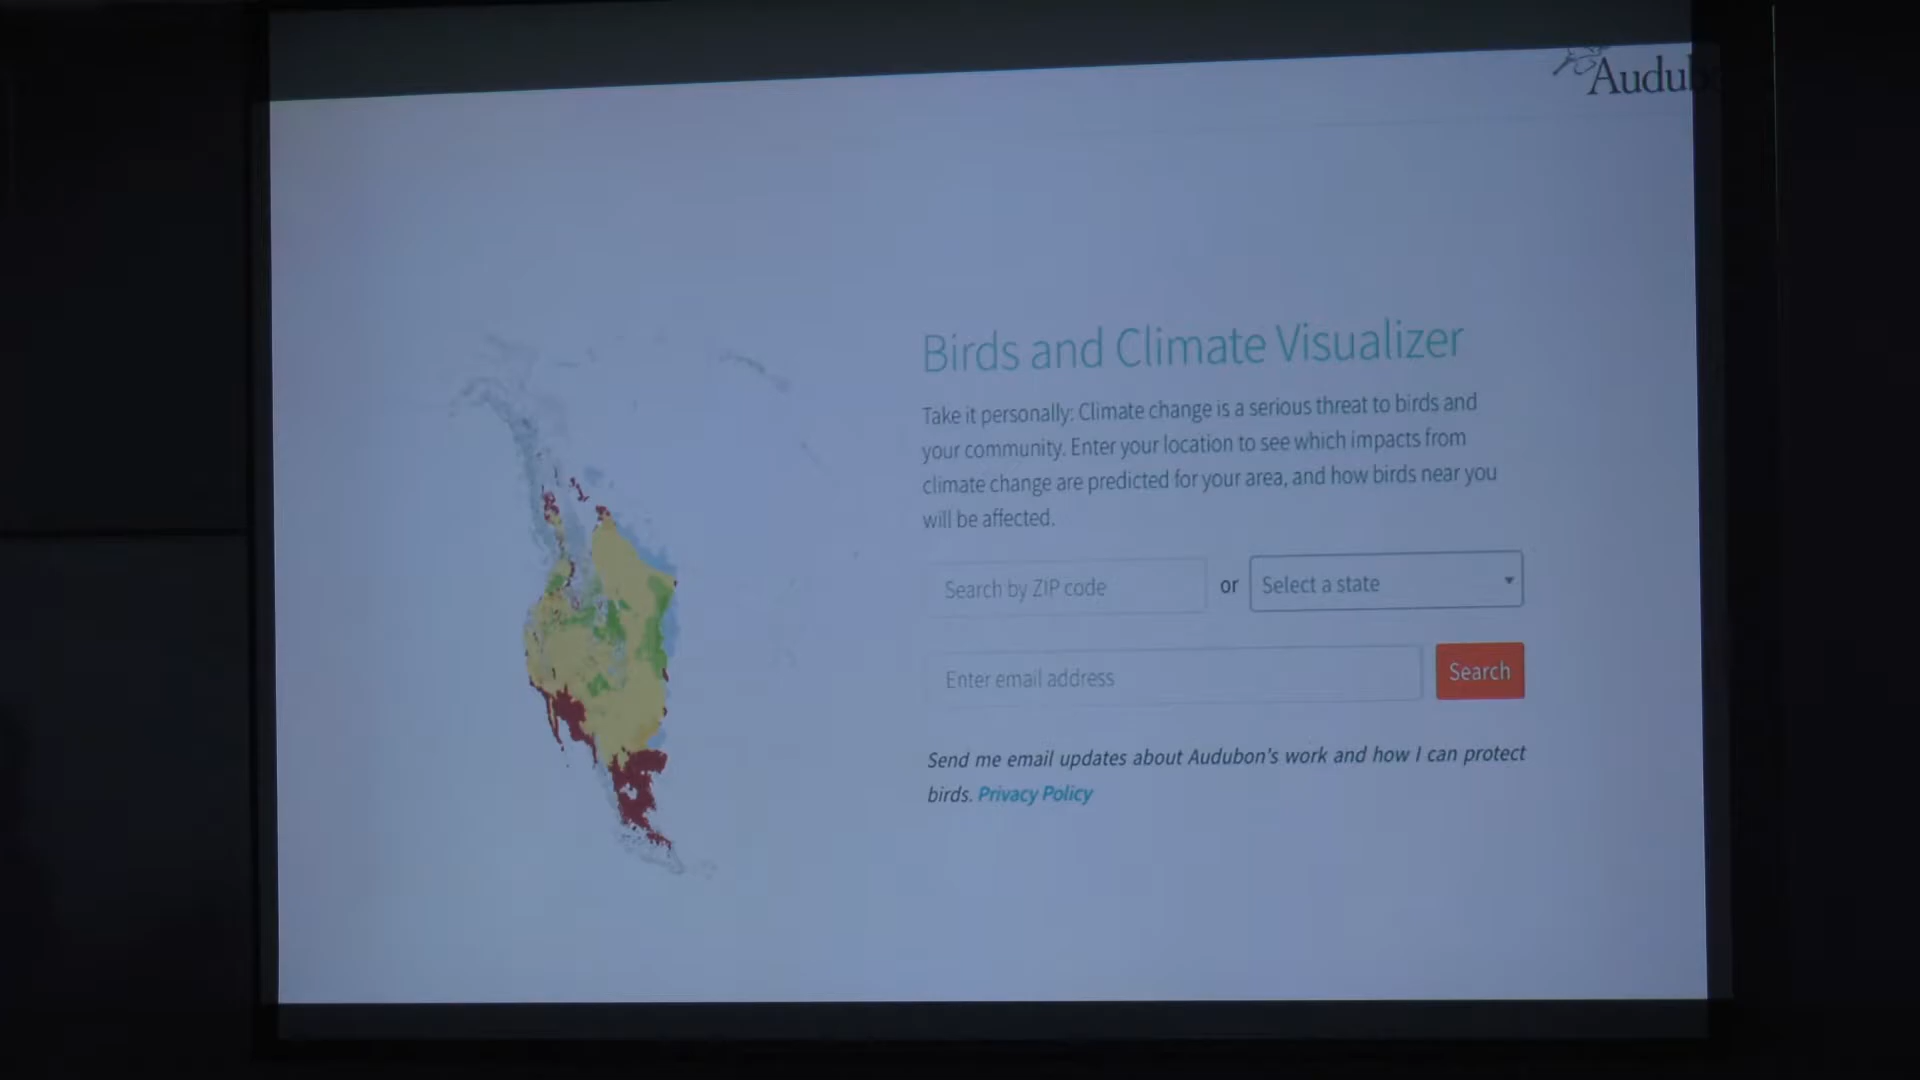 Audub
Birds and Climate Visualizer
Take it personally: Climate change is a serious threat to birds and
your community. Enter your location to see which impacts from
climate change are predicted for your area, and how birds near you
will be affected.
Search by ZIP code or Select a state
Enter email address Search
Send me email updates about Audubon's work and how I can protect
birds. Privacy Policy